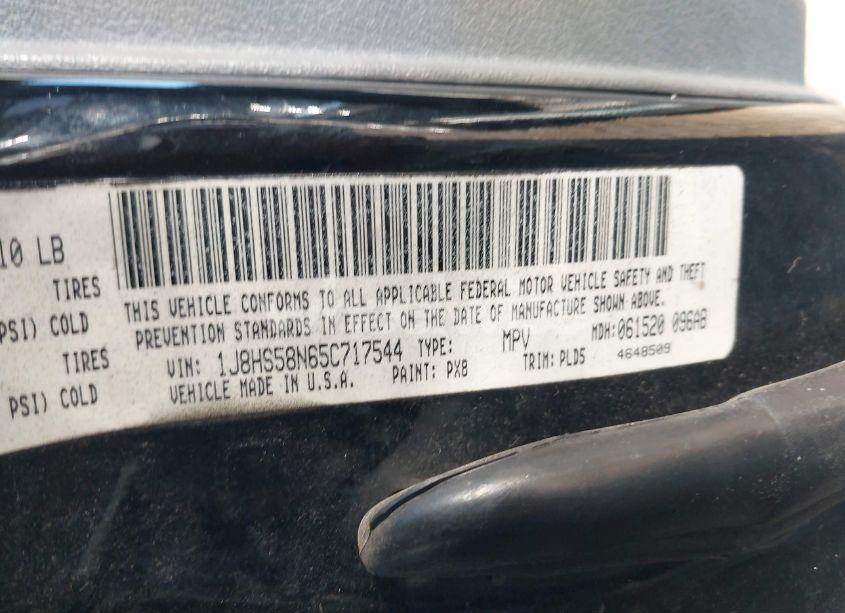 10 LB
TIRES
PSI) COLD
TIRES
PSI) COLD
THIS VEHICLE CONFORMS TO ALL APPLICABLE FEDERAL MOTOR VEHICLE SAFETY AND THEFT
PREVENTION STANDARDS IN EFFECT ON THE DATE OF MANUFACTURE SHOWN ABOVE.
VIN: 1J8HS58N65C717544 TYPE: MPV MDH: 061520 096AB
VEHICLE MADE IN U.S.A. PAINT: PX8 TRIM: PLD5 4648509